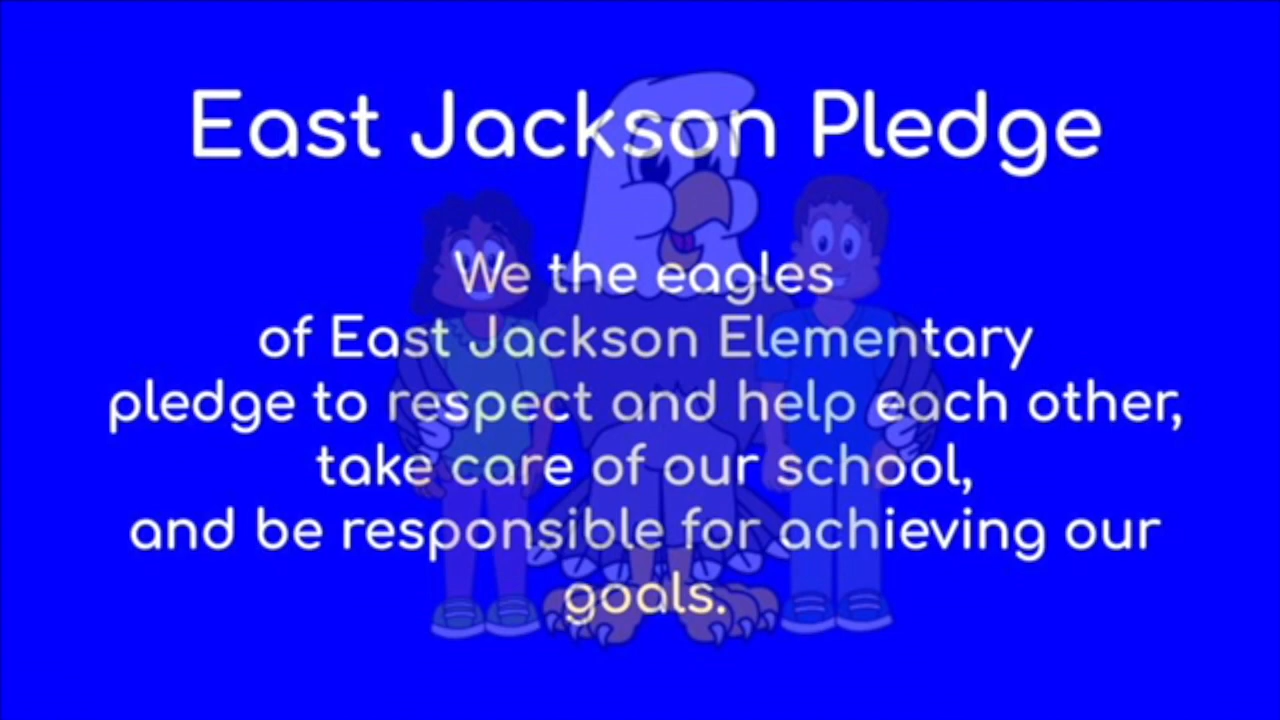 East Jackson Pledge
We the eagles
of East Jackson Elementary
pledge to respect and help each other,
take care of our school,
and be responsible for achieving our
goals.